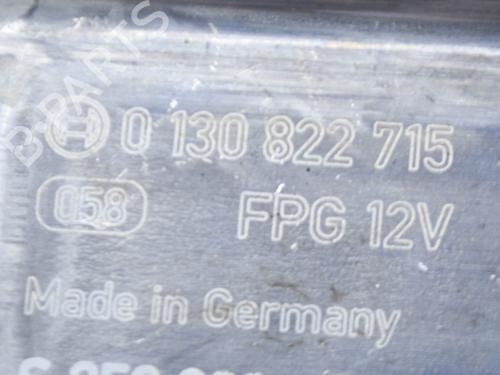 B-PARTS
0 130 822 715
058 FPG 12V
Made in Germany